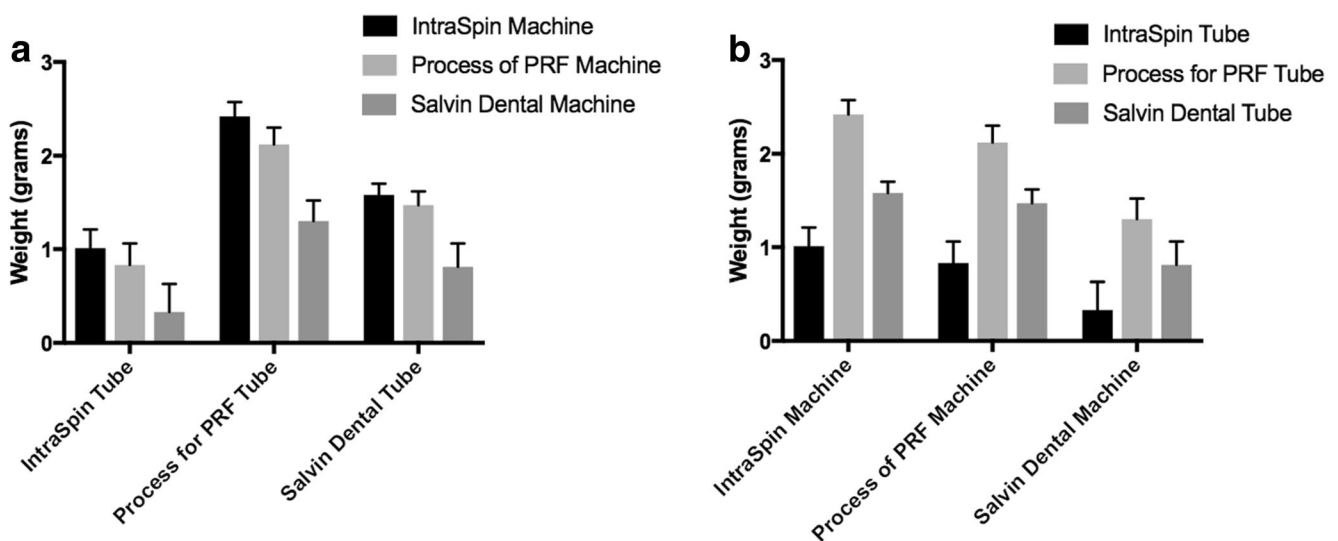 a
IntraSpin Machine
Process of PRF Machine
Salvin Dental Machine
Weight (grams)
3
2
1
0
IntraSpin Tube
Process for PRF Tube
Salvin Dental Tube
b
IntraSpin Tube
Process for PRF Tube
Salvin Dental Tube
Weight (grams)
3
2
1
0
IntraSpin Machine
Process of PRF Machine
Salvin Dental Machine